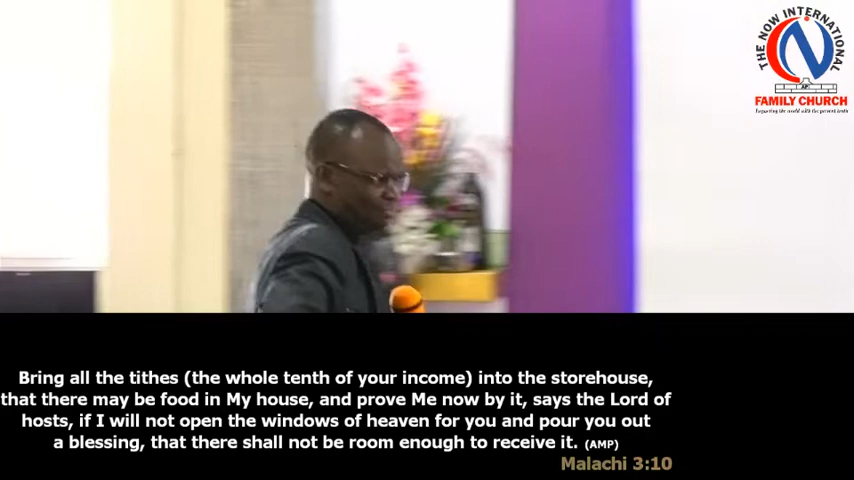 THE NOW INTERNATIONAL
FAMILY CHURCH
Bring all the tithes (the whole tenth of your income) into the storehouse,
that there may be food in My house, and prove Me now by it, says the Lord of
hosts, if I will not open the windows of heaven for you and pour you out
a blessing, that there shall not be room enough to receive it. (AMP)
Malachi 3:10